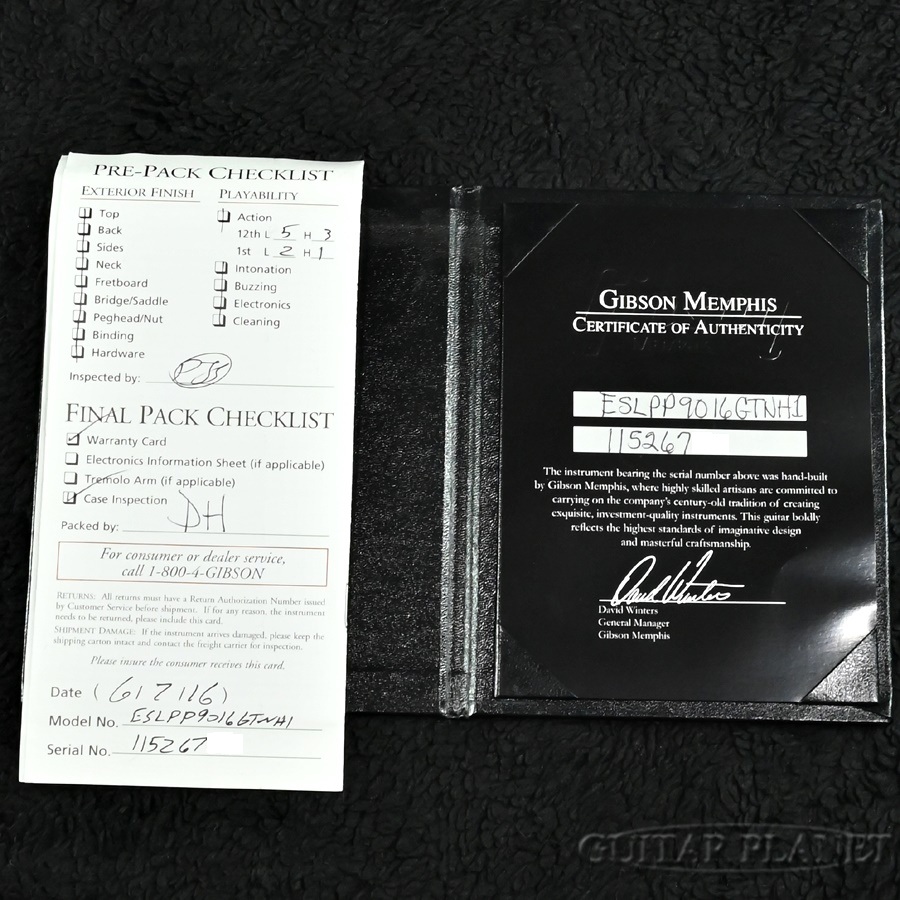 PRE-PACK CHECKLIST
EXTERIOR FINISH
Top
Back
Sides
Neck
Fretboard
Bridge/Saddle
Peghead/Nut
Binding
Hardware
PLAYABILITY
Action
12th L 5 H 3
1st L 2 H 1
Intonation
Buzzing
Electronics
Cleaning
Inspected by:
FINAL PACK CHECKLIST
Warranty Card
Electronics Information Sheet (if applicable)
Tremolo Arm (if applicable)
Case Inspection
Packed by: DH
For consumer or dealer service,
call 1-800-4-GIBSON
RETURNS: All returns must have a Return Authorization Number issued
by Customer Service before shipment. If for any reason, the instrument
needs to be returned, please include this card.
SHIPMENT DAMAGE: If the instrument arrives damaged, please keep the
shipping carton intact and contact the freight carrier for inspection.
Please insure the consumer receives this card.
Date
Model No. ESLPP9016GTNH1
Serial No. 115267
GIBSON MEMPHIS
CERTIFICATE OF AUTHENTICITY
ESLPP9016GTNH1
115267
The instrument bearing the serial number above was hand-built
by Gibson Memphis, where highly skilled artisans are committed to
carrying on the company's century-old tradition of creating
exquisite, investment-quality instruments. This guitar boldly
reflects the highest standards of imaginative design
and masterful craftsmanship.
David Winters
David Winters
General Manager
Gibson Memphis
GUITAR PLANET